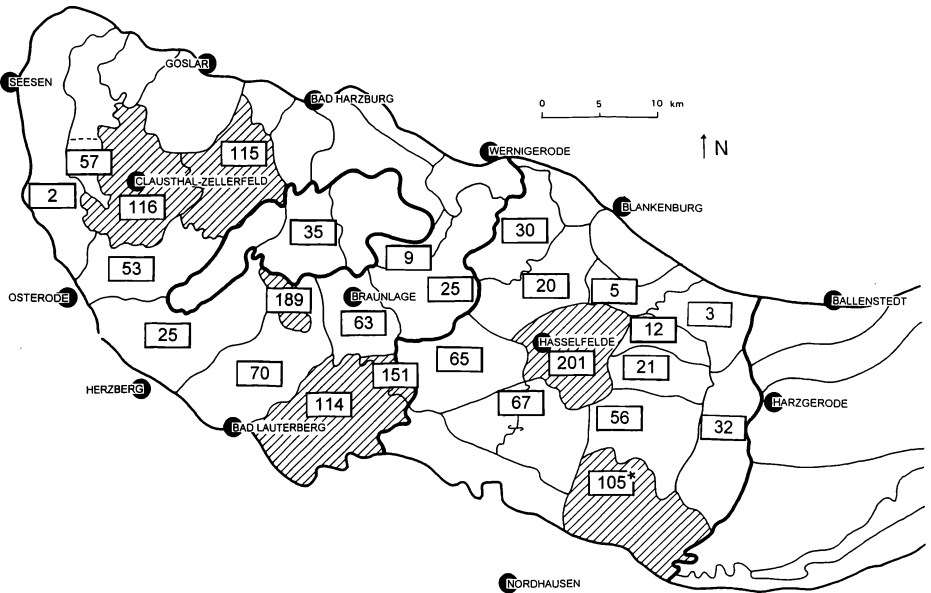 GOSLAR
SEESEN
BAD HARZBURG
0 5 10 km
N
WERNIGERODE
57
115
CLAUSTHAL-ZELLERFELD
2
116
BLANKENBURG
35
30
9
53
20
25
5
OSTERODE
189
BRAUNLAGE
BALLENSTEDT
3
63
12
25
HASSELFELDE
65
201
21
70
151
HERZBERG
114
67
HARZGERODE
56
32
BAD LAUTERBERG
105*
NORDHAUSEN